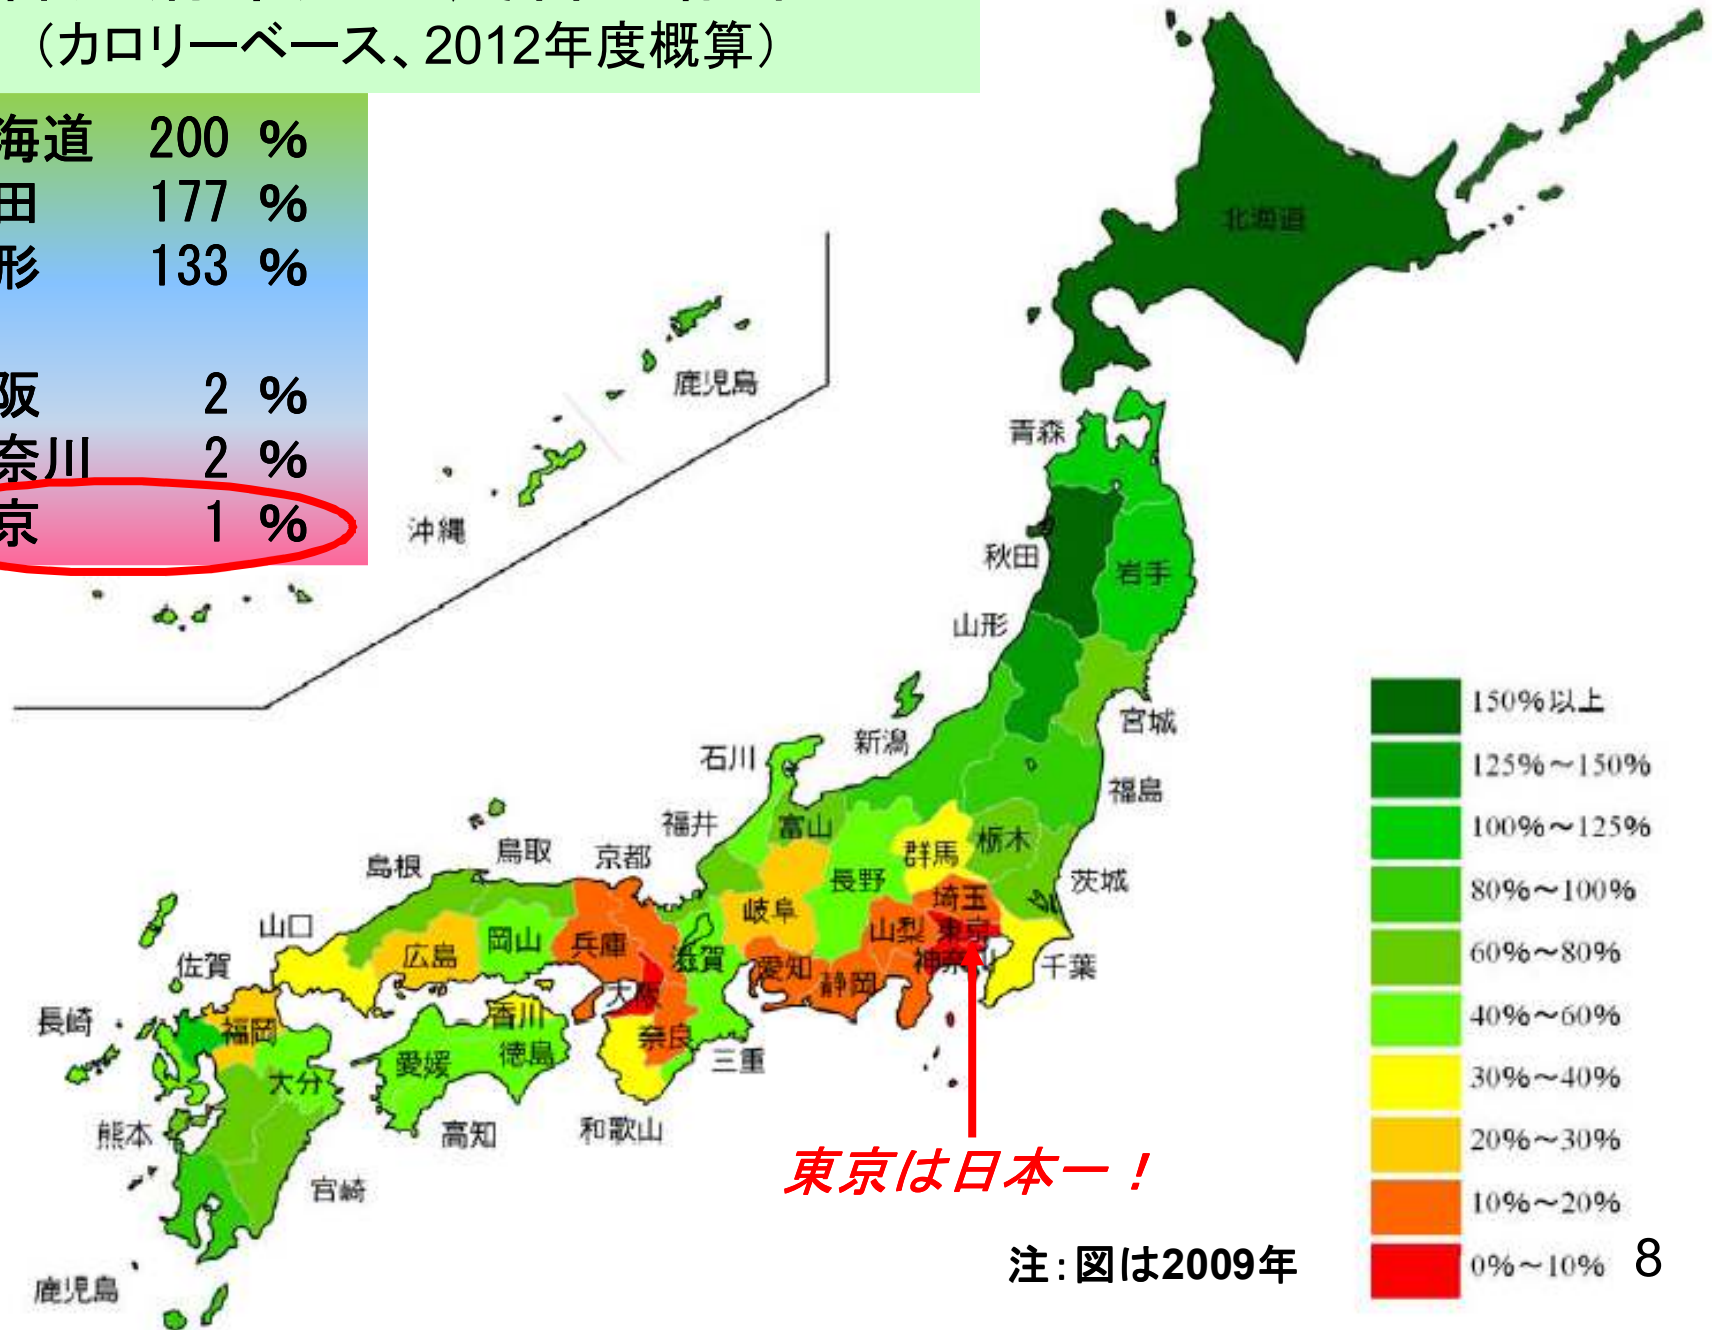 （カロリーベース、2012年度概算）
海道 200 %
田 177 %
形 133 %
阪 2 %
奈川 2 %
京 1 %
北海道
鹿児島
青森
沖縄
秋田
岩手
山形
宮城
新潟
石川
福島
福井
富山
群馬
栃木
鳥取
京都
島根
長野
茨城
埼玉
岐阜
山口
山梨
東京
岡山
兵庫
広島
滋賀
愛知
神奈川
千葉
佐賀
静岡
大阪
長崎
福岡
香川
奈良
徳島
三重
愛媛
大分
熊本
高知
和歌山
宮崎
鹿児島
東京は日本一！
注：図は2009年
150%以上
125%～150%
100%～125%
80%～100%
60%～80%
40%～60%
30%～40%
20%～30%
10%～20%
0%～10%
8